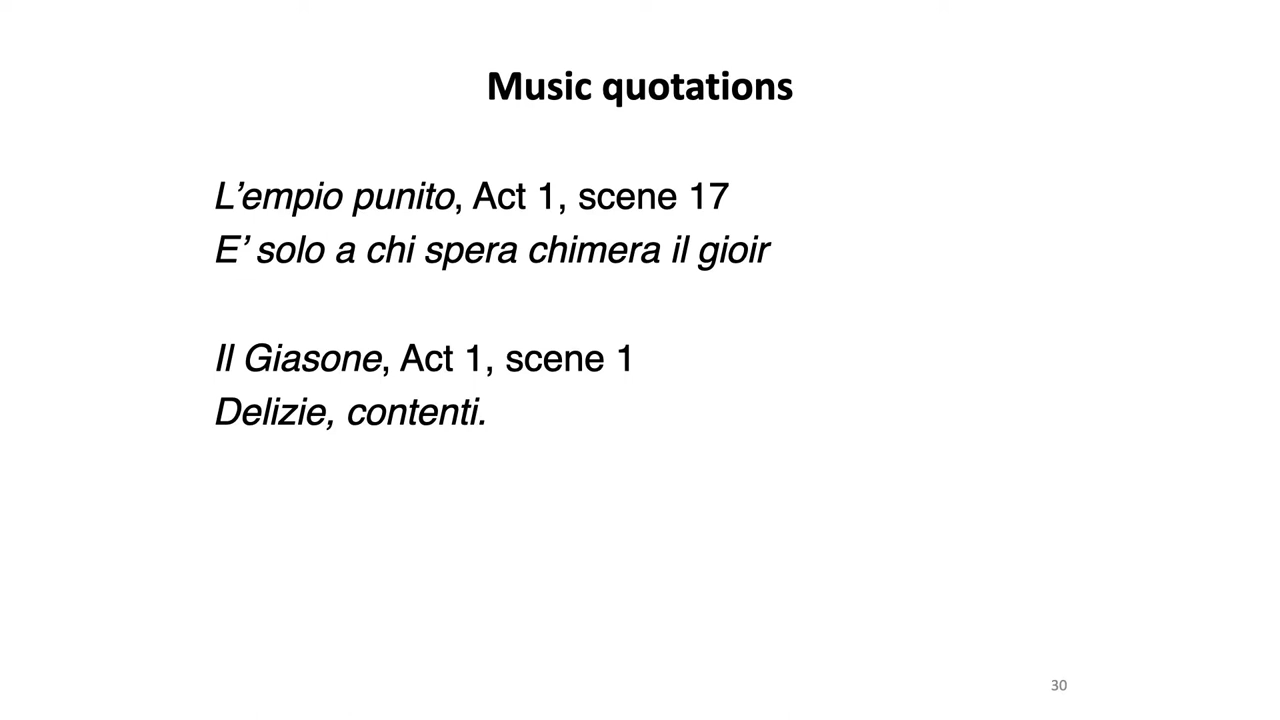 Music quotations
L’empio punito, Act 1, scene 17
E’ solo a chi spera chimera il gioir
Il Giasone, Act 1, scene 1
Delizie, contenti.
30